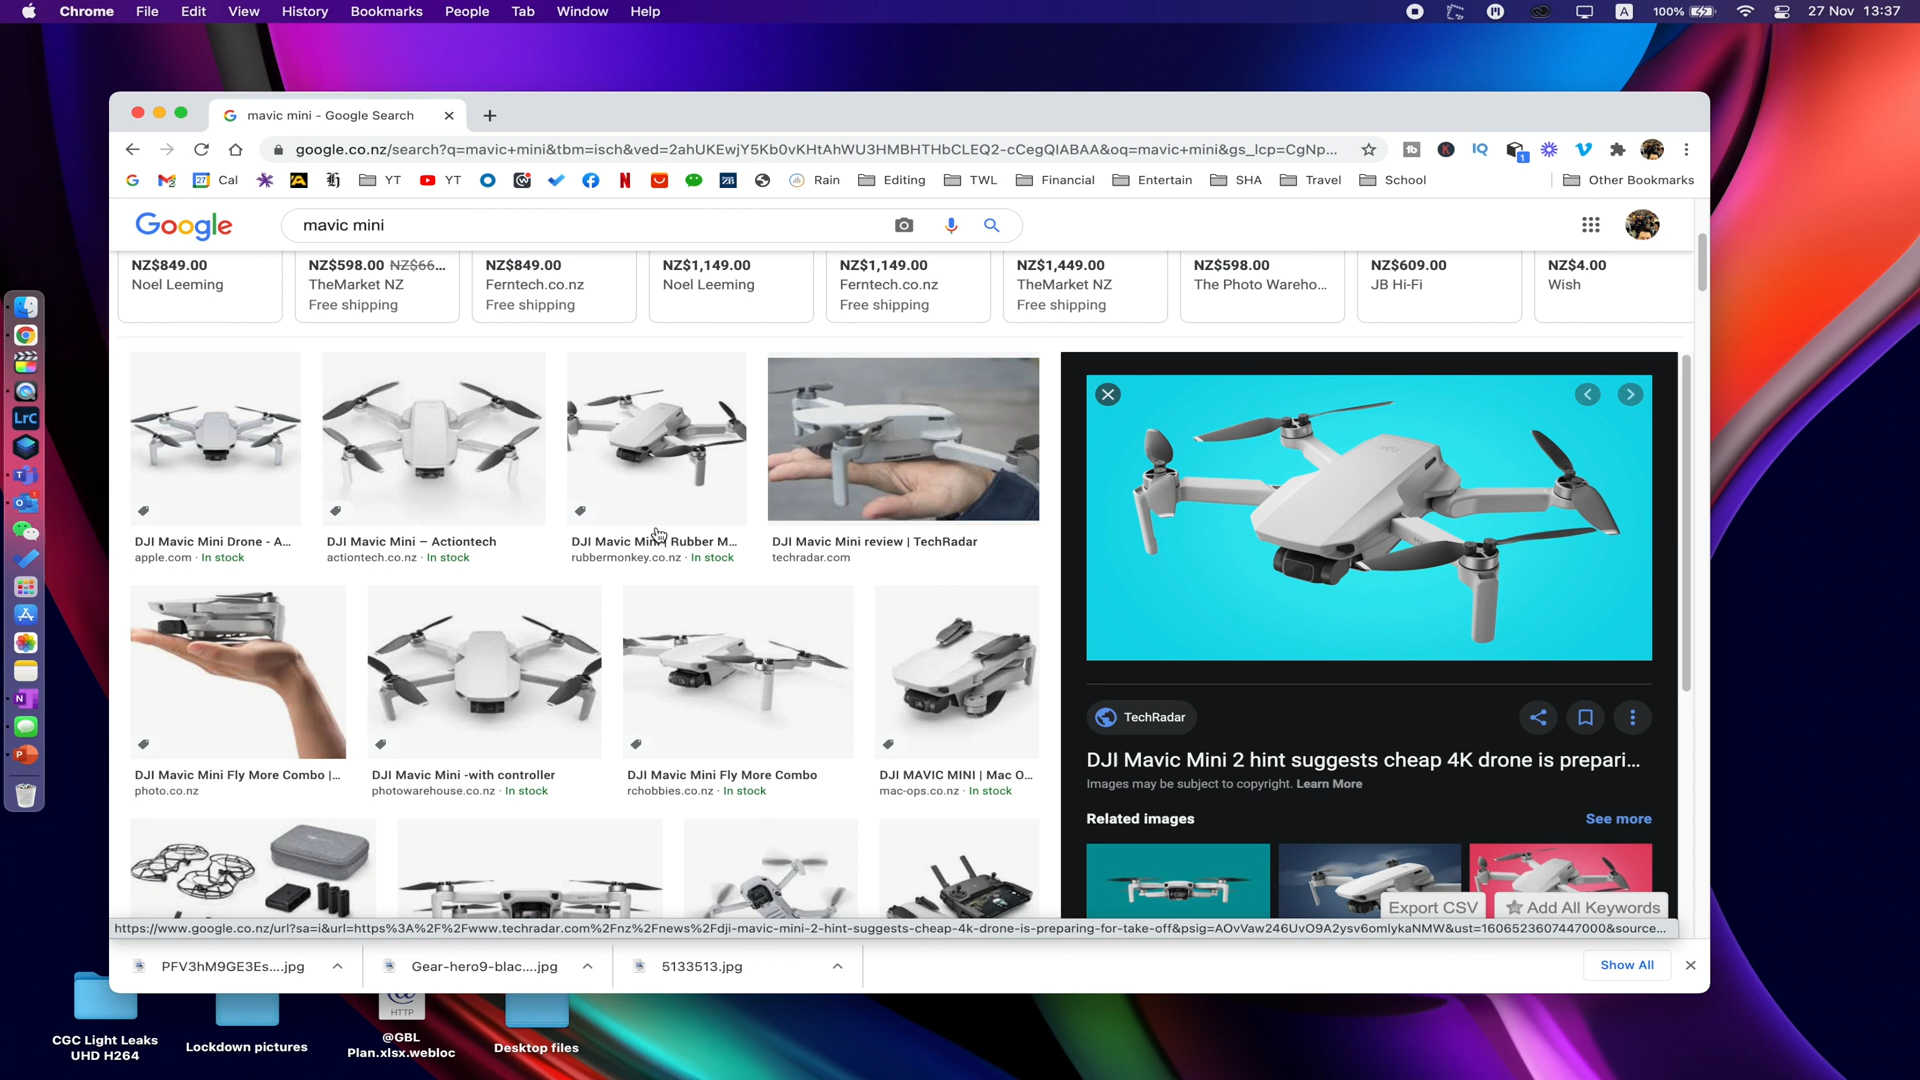 Chrome File Edit View History Bookmarks People Tab Window Help
A 100% 27 Nov 13:37
mavic mini - Google Search
google.co.nz/search?q=mavic+mini&tbm=isch&ved=2ahUKEwjY5Kb0vKHtAhWU3HMBHTHbCLEQ2-cCegQIABAA&oq=mavic+mini&gs_lcp=CgNp...
Cal YT YT Rain Editing TWL Financial Entertain SHA Travel School Other Bookmarks
Google
mavic mini
NZ$849.00
Noel Leeming
NZ$598.00 NZ$66...
TheMarket NZ
Free shipping
NZ$849.00
Ferntech.co.nz
Free shipping
NZ$1,149.00
Noel Leeming
NZ$1,149.00
Ferntech.co.nz
Free shipping
NZ$1,449.00
TheMarket NZ
Free shipping
NZ$598.00
The Photo Wareho...
NZ$609.00
JB Hi-Fi
NZ$4.00
Wish
LrC
DJI Mavic Mini Drone - A...
apple.com · In stock
DJI Mavic Mini – Actiontech
actiontech.co.nz · In stock
DJI Mavic Mini | Rubber M...
rubbermonkey.co.nz · In stock
DJI Mavic Mini review | TechRadar
techradar.com
DJI Mavic Mini Fly More Combo |...
photo.co.nz
DJI Mavic Mini -with controller
photowarehouse.co.nz · In stock
DJI Mavic Mini Fly More Combo
rchobbies.co.nz · In stock
DJI MAVIC MINI | Mac O...
mac-ops.co.nz · In stock
TechRadar
DJI Mavic Mini 2 hint suggests cheap 4K drone is prepari...
Images may be subject to copyright. Learn More
Related images
See more
Export CSV
Add All Keywords
https://www.google.co.nz/url?sa=i&url=https%3A%2F%2Fwww.techradar.com%2Fnz%2Fnews%2Fdji-mavic-mini-2-hint-suggests-cheap-4k-drone-is-preparing-for-take-off&psig=AOvVaw246UvO9A2ysv6omlykaNMW&ust=1606523607447000&source...
PFV3hM9GE3Es....jpg
Gear-hero9-blac....jpg
5133513.jpg
Show All
CGC Light Leaks
UHD H264
Lockdown pictures
HTTP
@GBL
Plan.xlsx.webloc
Desktop files